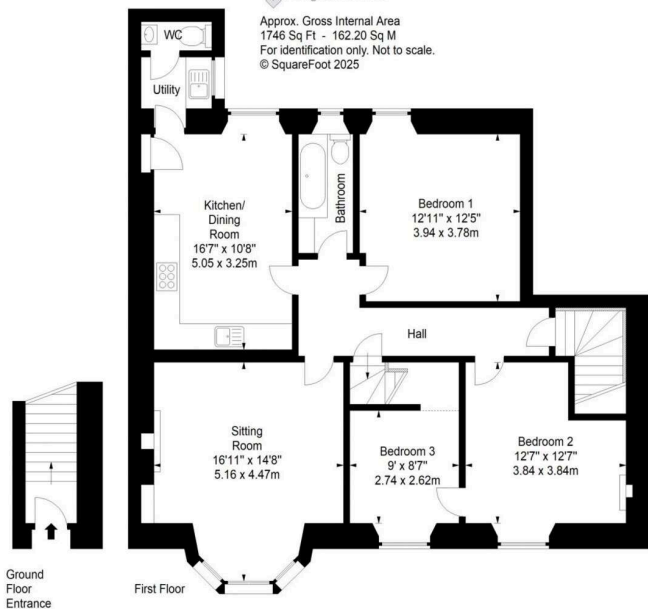 Approx. Gross Internal Area
1746 Sq Ft - 162.20 Sq M
For identification only. Not to scale.
© SquareFoot 2025
WC
Utility
Kitchen/
Dining
Room
16'7" x 10'8"
5.05 x 3.25m
Bathroom
Bedroom 1
12'11" x 12'5"
3.94 x 3.78m
Hall
Sitting
Room
16'11" x 14'8"
5.16 x 4.47m
Bedroom 3
9' x 8'7"
2.74 x 2.62m
Bedroom 2
12'7" x 12'7"
3.84 x 3.84m
Ground
Floor
Entrance
First Floor